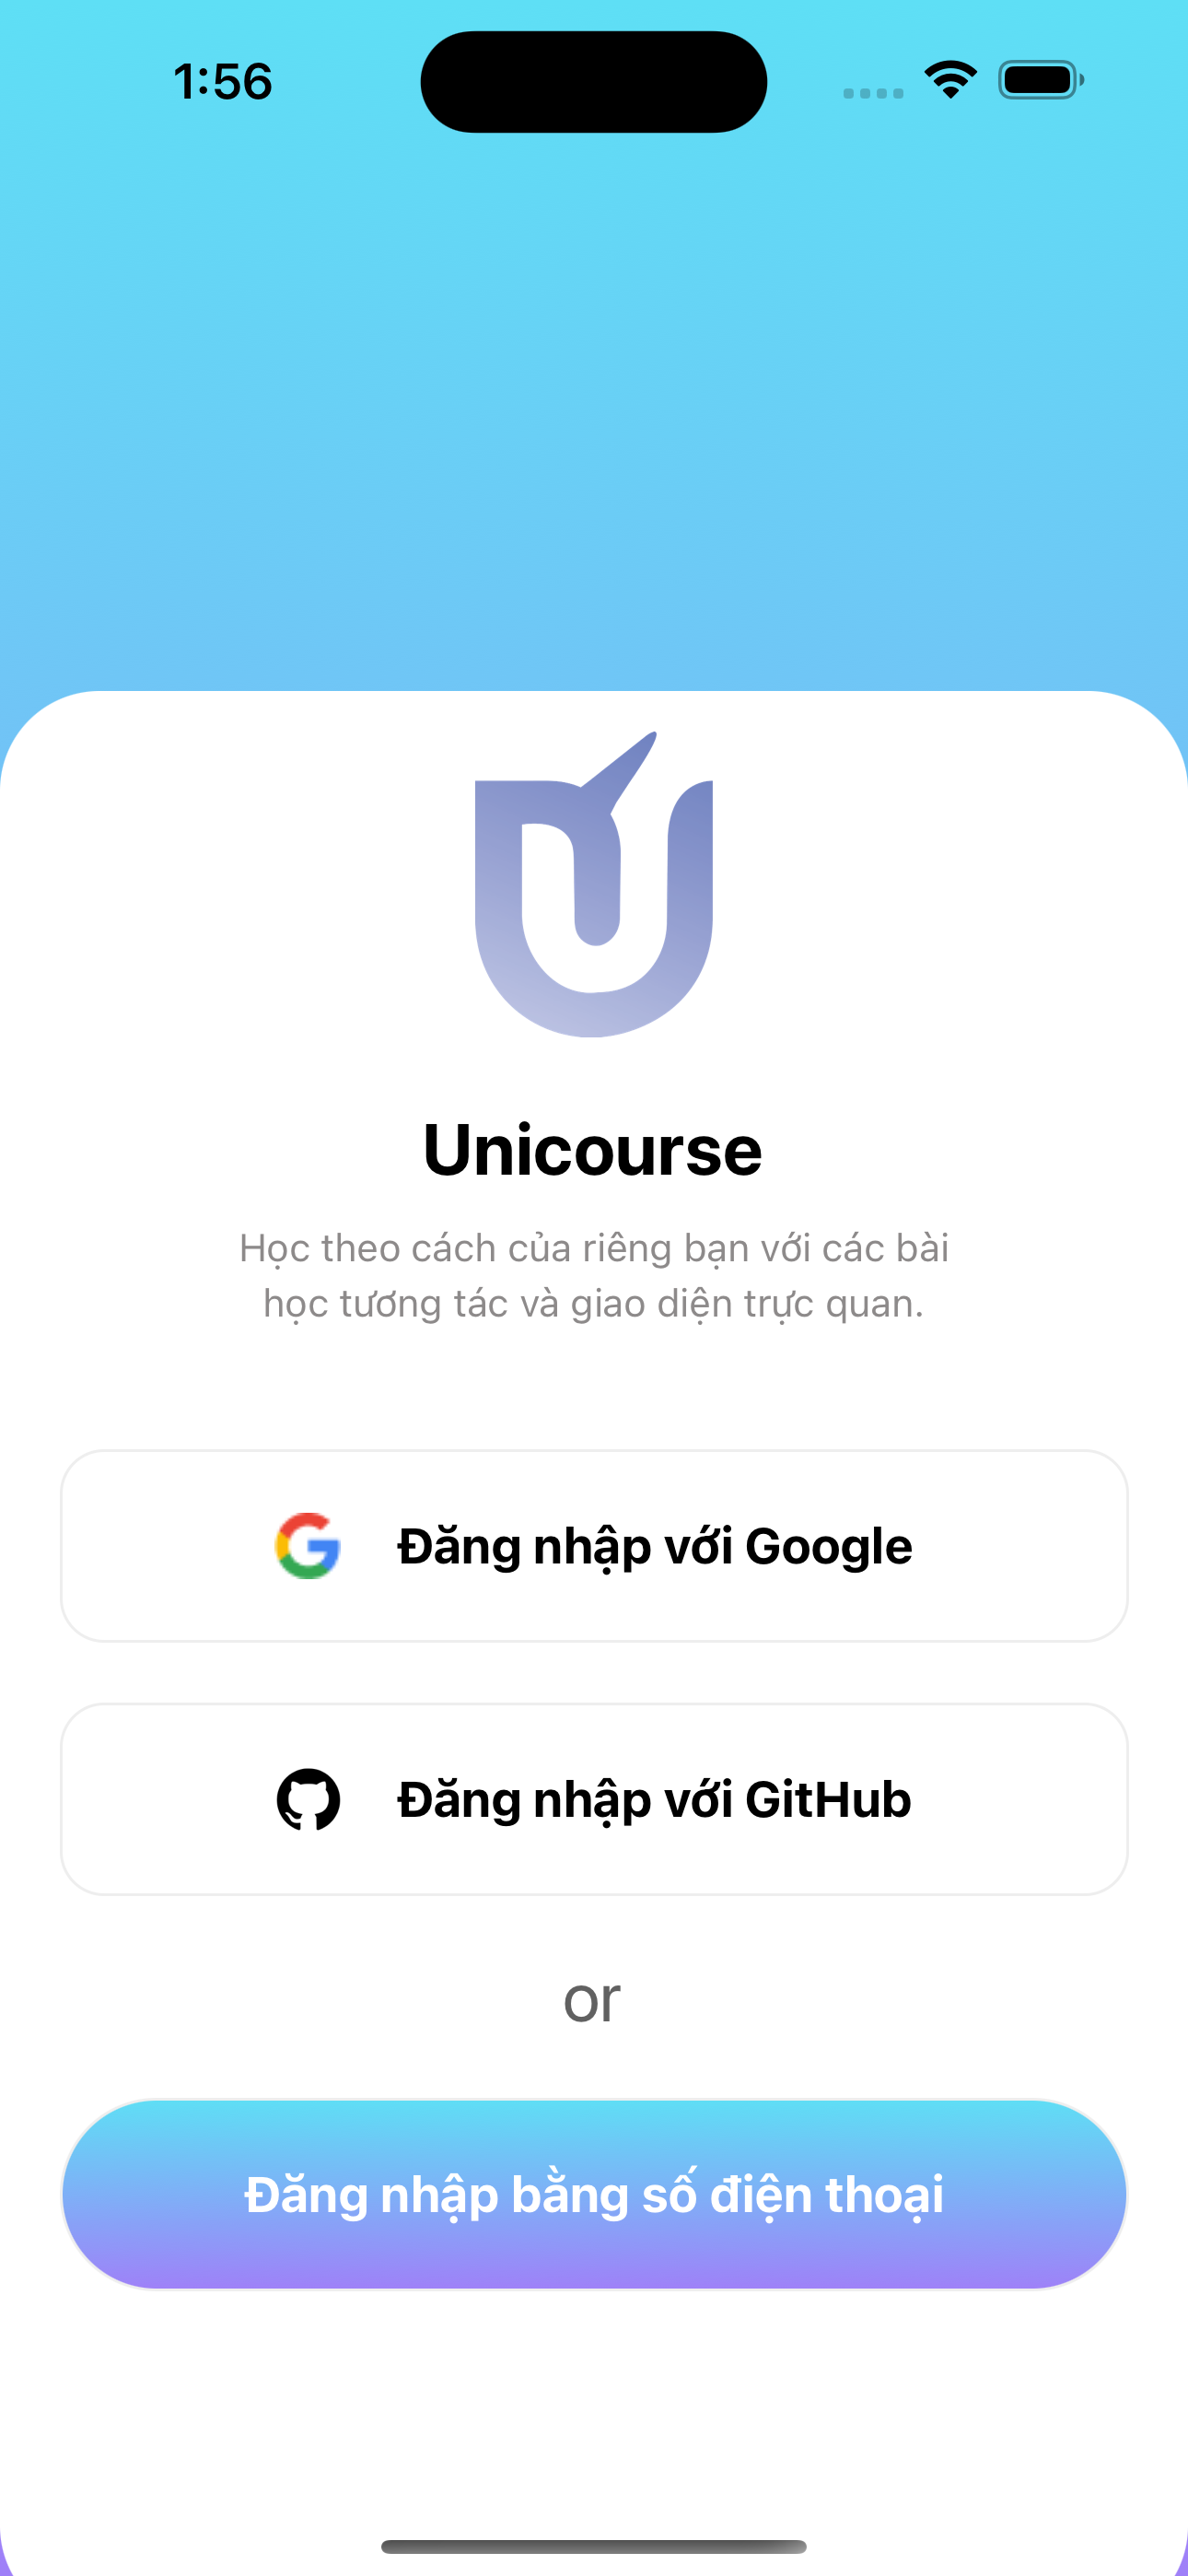 1:56
Unicourse
Học theo cách của riêng bạn với các bài
học tương tác và giao diện trực quan.
Đăng nhập với Google
Đăng nhập với GitHub
or
Đăng nhập bằng số điện thoại